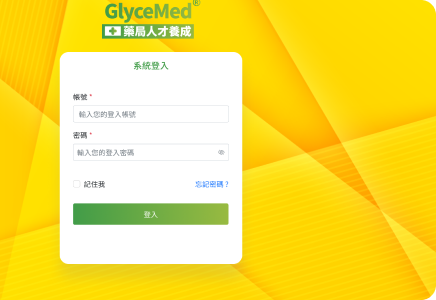 GlyceMed®
藥局人才養成
系統登入
帳號 *
輸入您的登入帳號
密碼 *
輸入您的登入密碼
記住我 忘記密碼 ?
登入